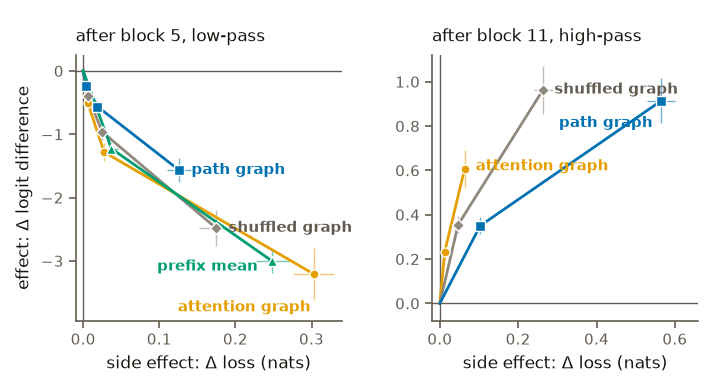 after block 5, low-pass
after block 11, high-pass
effect: Δ logit difference
0
−1
−2
−3
path graph
shuffled graph
prefix mean
attention graph
0.0
0.1
0.2
0.3
side effect: Δ loss (nats)
1.0
0.8
0.6
0.4
0.2
0.0
shuffled graph
path graph
attention graph
0.0
0.2
0.4
0.6
side effect: Δ loss (nats)